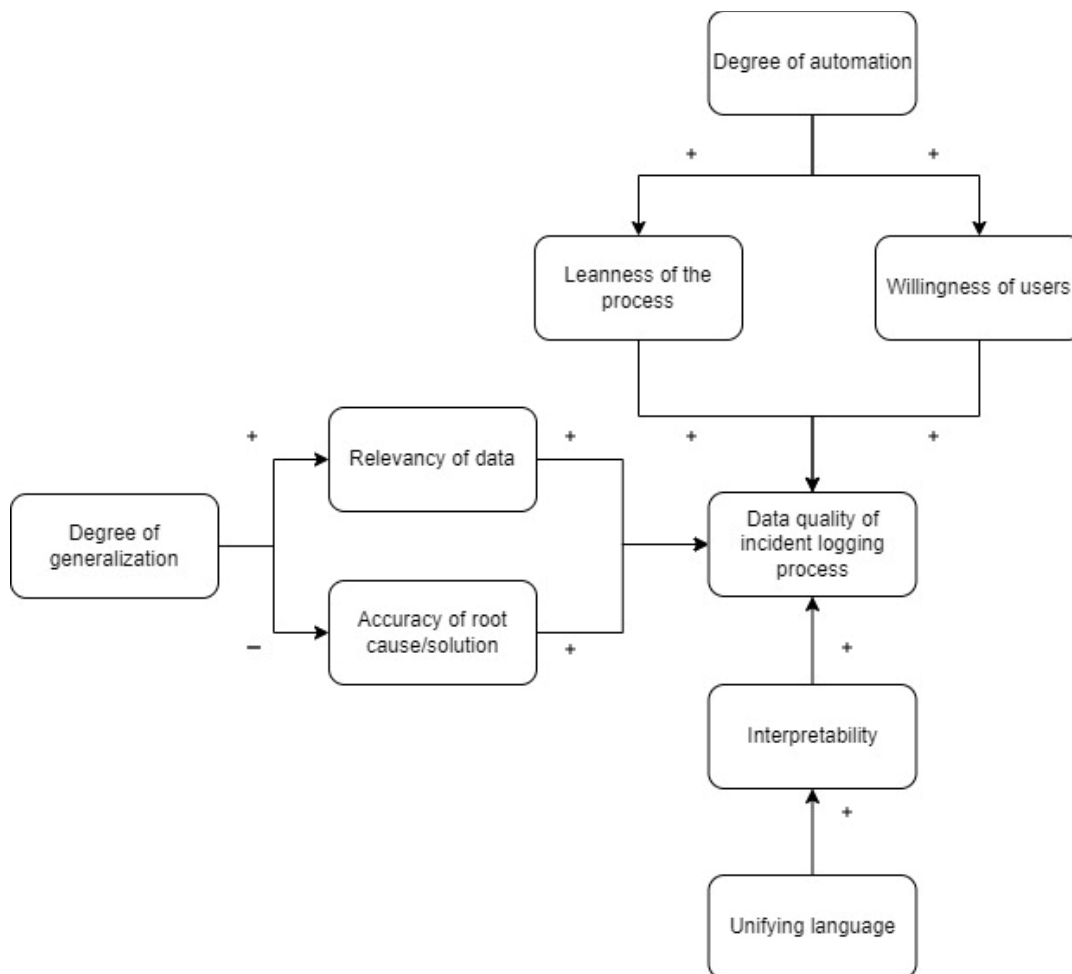 Degree of automation
+
+
Leanness of the
process
Willingness of users
+
+
+
+
Relevancy of data
Degree of
generalization
Data quality of
incident logging
process
Accuracy of root
cause/solution
−
+
+
Interpretability
+
Unifying language